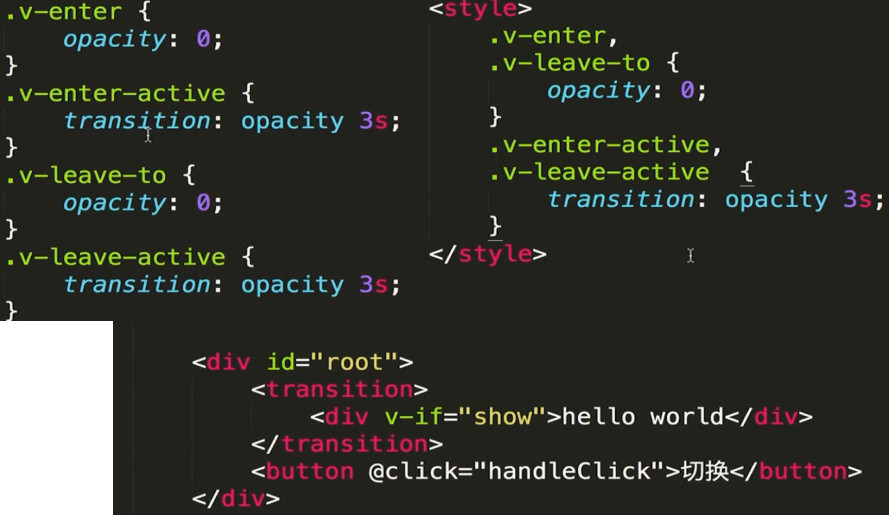 .v-enter {
    opacity: 0;
}
.v-enter-active {
    transition: opacity 3s;
}
.v-leave-to {
    opacity: 0;
}
.v-leave-active {
    transition: opacity 3s;
}
<style>
    .v-enter,
    .v-leave-to {
        opacity: 0;
    }
    .v-enter-active,
    .v-leave-active  {
        transition: opacity 3s;
    }
</style>
<div id="root">
    <transition>
        <div v-if="show">hello world</div>
    </transition>
    <button @click="handleClick">切换</button>
</div>